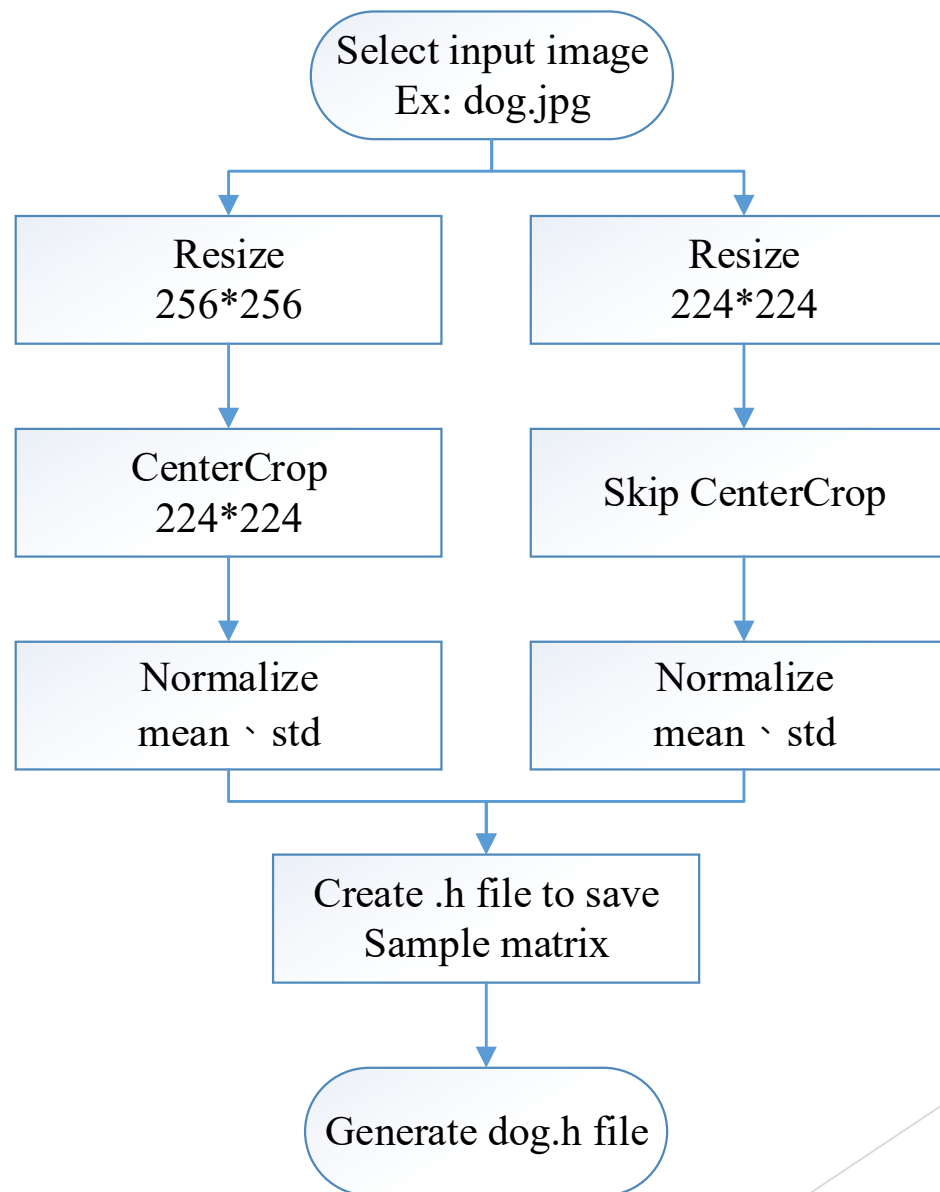 Select input image
Ex: dog.jpg
Resize
256*256
Resize
224*224
CenterCrop
224*224
Skip CenterCrop
Normalize
mean、std
Normalize
mean、std
Create .h file to save
Sample matrix
Generate dog.h file